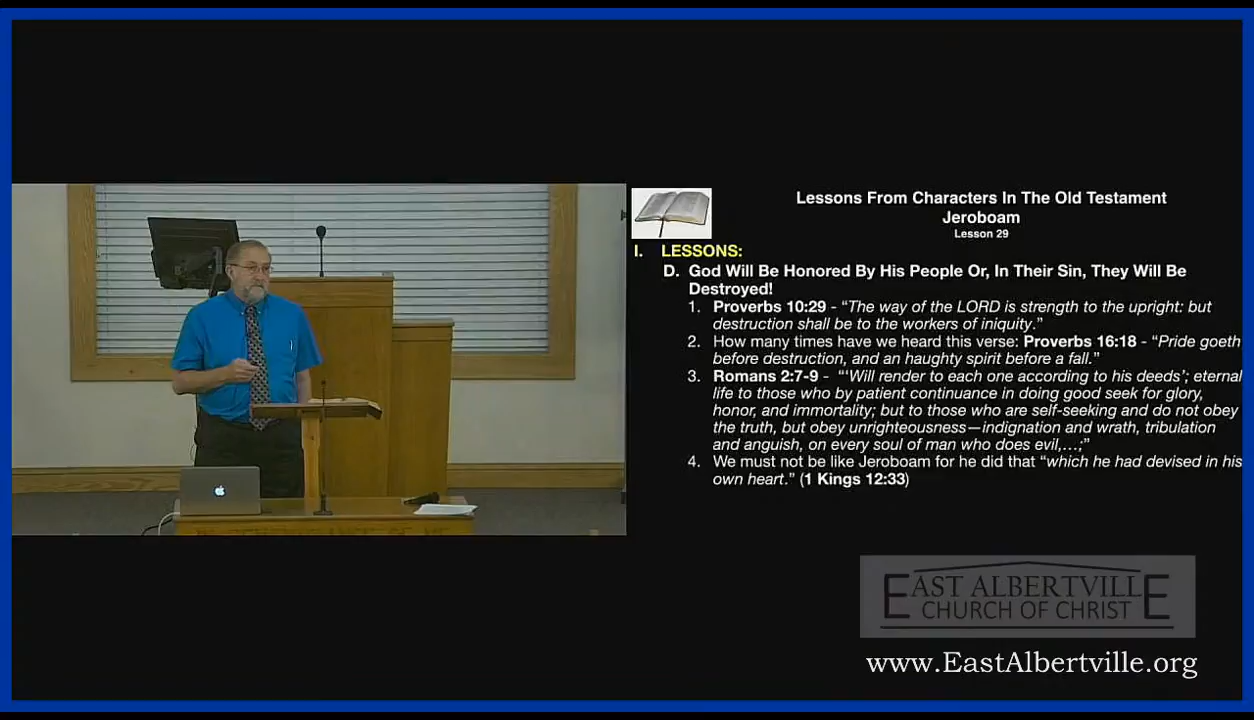 Lessons From Characters In The Old Testament
Jeroboam
Lesson 29
I. LESSONS:
D. God Will Be Honored By His People Or, In Their Sin, They Will Be
Destroyed!
1. Proverbs 10:29 - “The way of the LORD is strength to the upright: but
destruction shall be to the workers of iniquity.”
2. How many times have we heard this verse: Proverbs 16:18 - “Pride goeth
before destruction, and an haughty spirit before a fall.”
3. Romans 2:7-9 - “‘Will render to each one according to his deeds’; eternal
life to those who by patient continuance in doing good seek for glory,
honor, and immortality; but to those who are self-seeking and do not obey
the truth, but obey unrighteousness—indignation and wrath, tribulation
and anguish, on every soul of man who does evil,…;”
4. We must not be like Jeroboam for he did that “which he had devised in his
own heart.” (1 Kings 12:33)
EAST ALBERTVILLE
CHURCH OF CHRIST
www.EastAlbertville.org